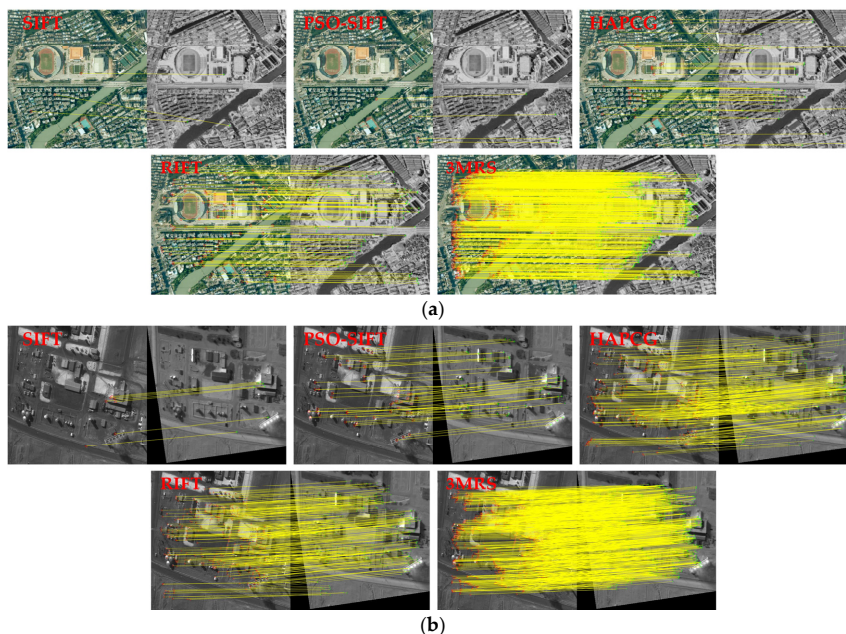 SIFT
PSO-SIFT
HAPCG
RIFT
3MRS
(a)
SIFT
PSO-SIFT
HAPCG
RIFT
3MRS
(b)